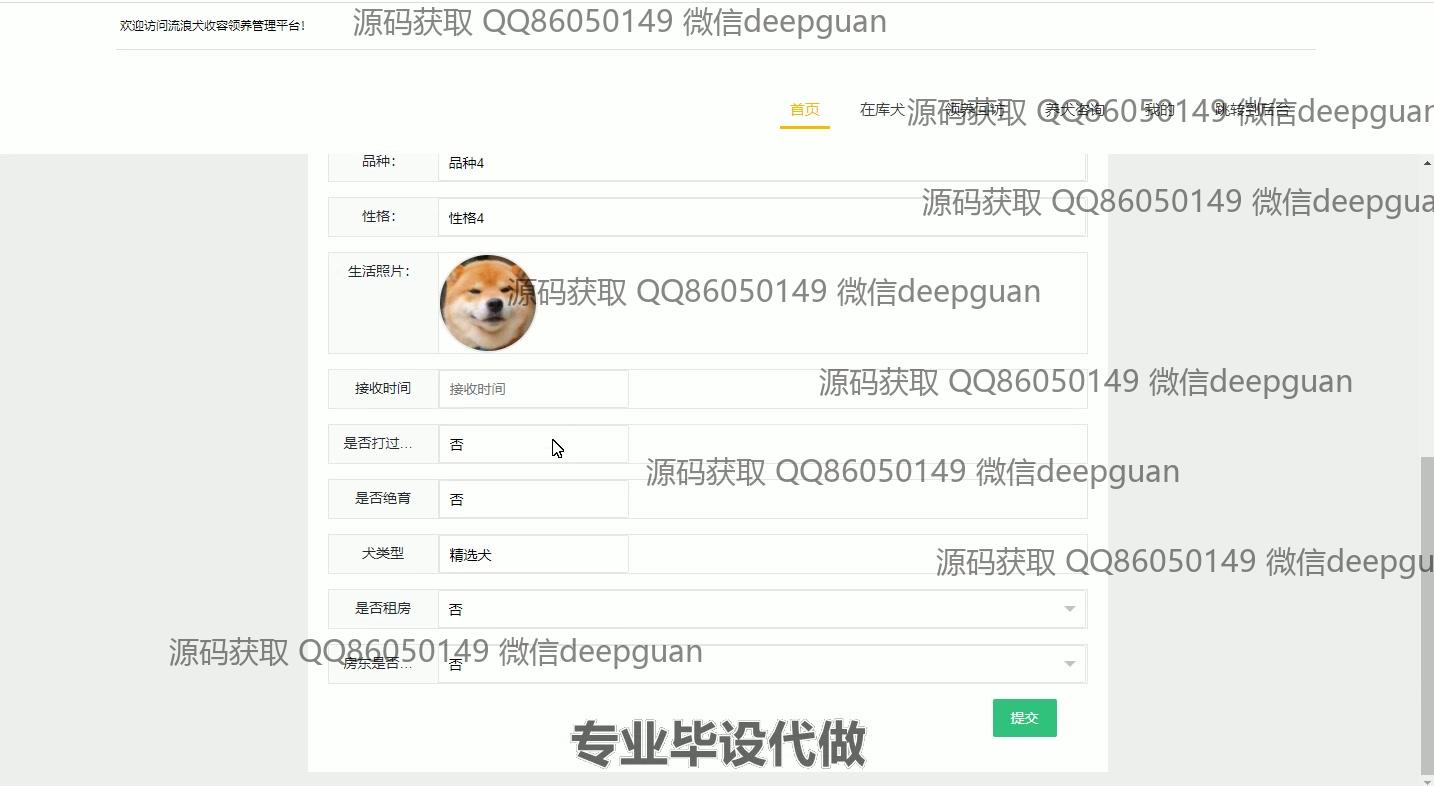 欢迎访问流浪犬收容领养管理平台!
源码获取 QQ86050149 微信deepguan
首页 在库犬 领养回访 养犬咨询 我的 跳转到后台
源码获取 QQ86050149 微信deepguan
品种: 品种4
源码获取 QQ86050149 微信deepgua
性格: 性格4
生活照片:
源码获取 QQ86050149 微信deepguan
接收时间 接收时间
源码获取 QQ86050149 微信deepguan
是否打过... 否
源码获取 QQ86050149 微信deepguan
是否绝育 否
犬类型 精选犬
源码获取 QQ86050149 微信deepgu
是否租房 否
源码获取 QQ86050149 微信deepguan
房东是否... 否
提交
专业毕设代做